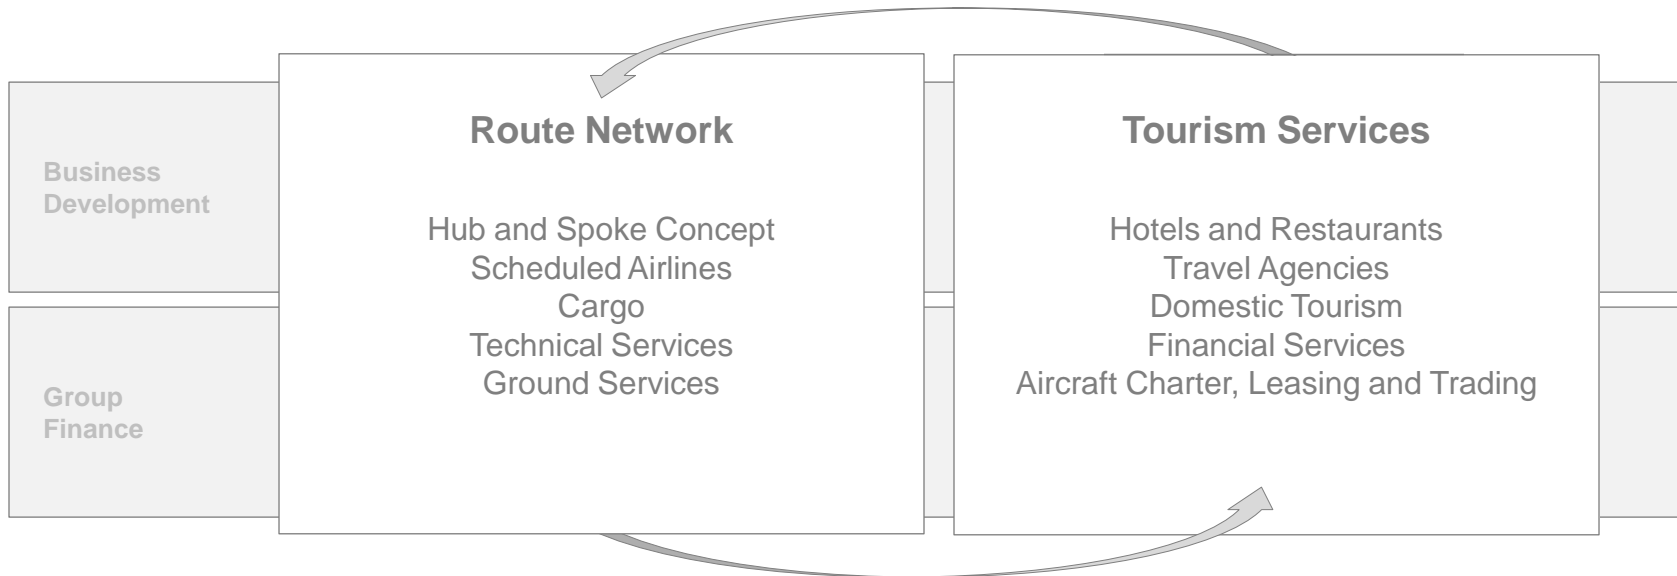 Business
Development
Group
Finance
Route Network
Hub and Spoke Concept
Scheduled Airlines
Cargo
Technical Services
Ground Services
Tourism Services
Hotels and Restaurants
Travel Agencies
Domestic Tourism
Financial Services
Aircraft Charter, Leasing and Trading